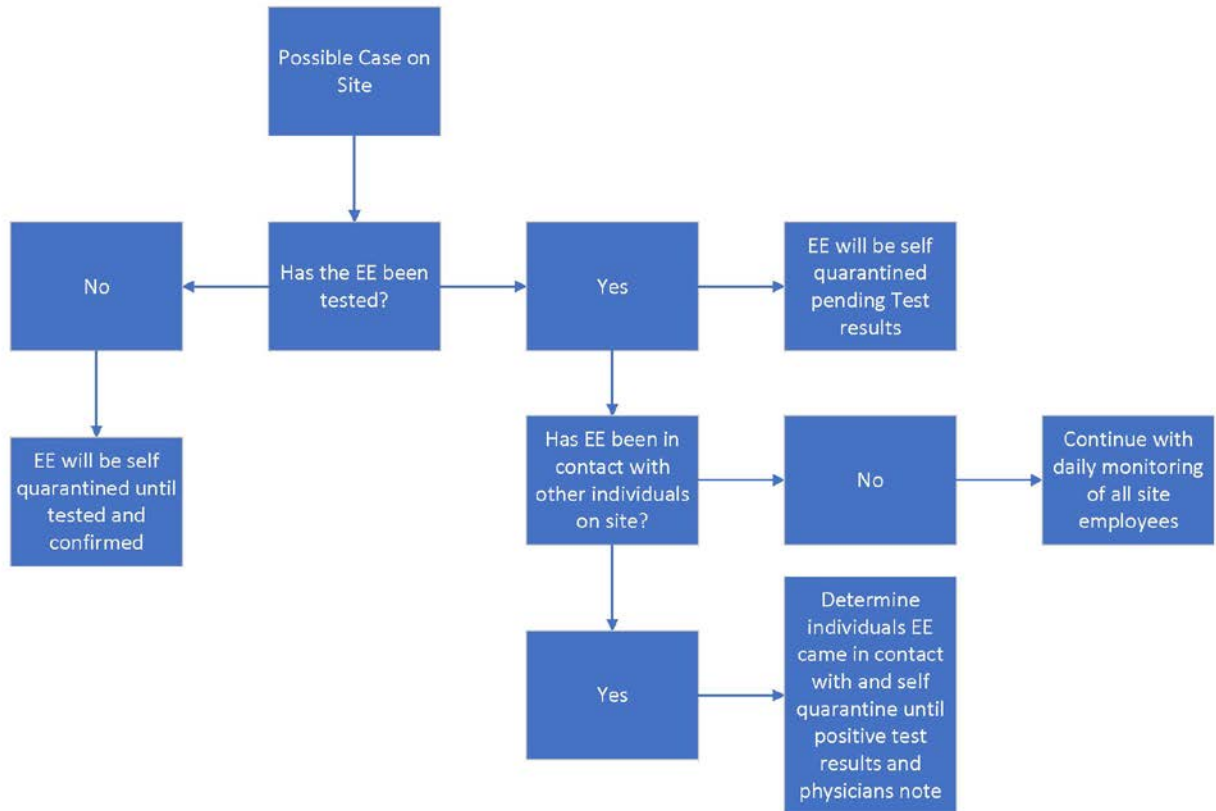 Possible Case on
Site
No
Has the EE been
tested?
Yes
EE will be self
quarantined
pending Test
results
EE will be self
quarantined until
tested and
confirmed
Has EE been in
contact with
other individuals
on site?
No
Continue with
daily monitoring
of all site
employees
Yes
Determine
individuals EE
came in contact
with and self
quarantine until
positive test
results and
physicians note